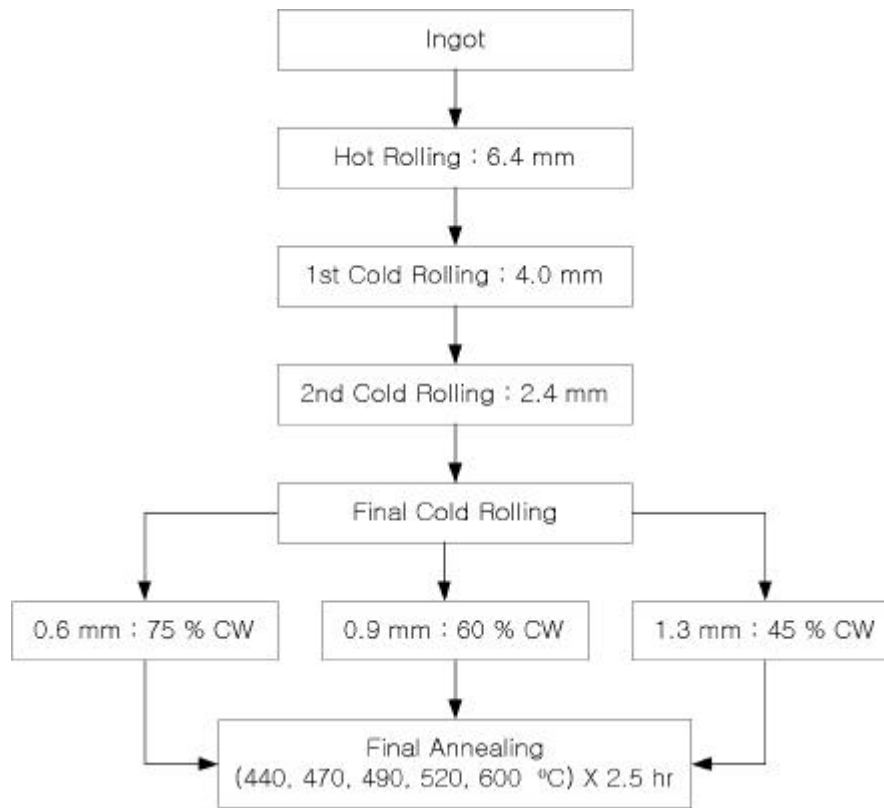 Ingot
Hot Rolling : 6.4 mm
1st Cold Rolling : 4.0 mm
2nd Cold Rolling : 2.4 mm
Final Cold Rolling
0.6 mm : 75 % CW
0.9 mm : 60 % CW
1.3 mm : 45 % CW
Final Annealing
(440, 470, 490, 520, 600 ºC) X 2.5 hr